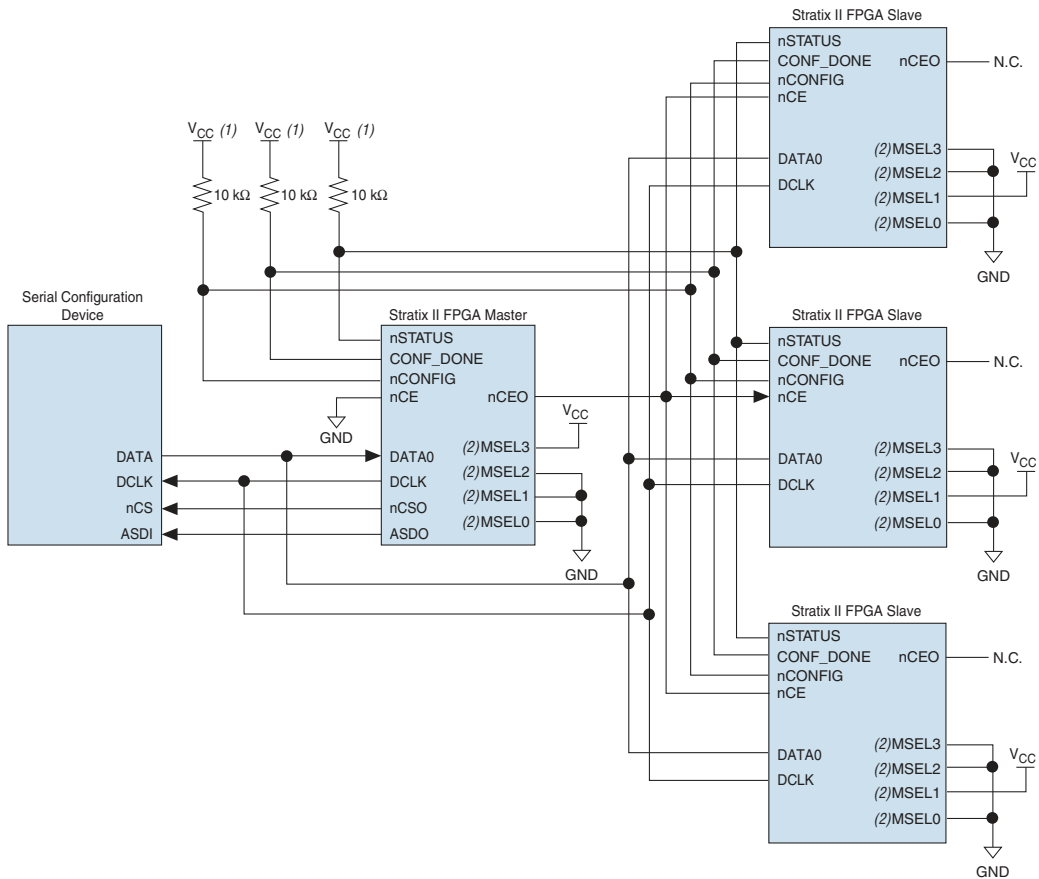 Stratix II FPGA Slave
nSTATUS
CONF_DONE
nCONFIG
nCE
nCEO
N.C.
DATA0
DCLK
(2)MSEL3
(2)MSEL2
(2)MSEL1
(2)MSEL0
VCC
GND
VCC (1)
VCC (1)
VCC (1)
10 kΩ
10 kΩ
10 kΩ
Serial Configuration
Device
DATA
DCLK
nCS
ASDI
Stratix II FPGA Master
nSTATUS
CONF_DONE
nCONFIG
nCE
GND
nCEO
DATA0
DCLK
nCSO
ASDO
VCC
(2)MSEL3
(2)MSEL2
(2)MSEL1
(2)MSEL0
GND
Stratix II FPGA Slave
nSTATUS
CONF_DONE
nCONFIG
nCE
nCEO
N.C.
DATA0
DCLK
(2)MSEL3
(2)MSEL2
(2)MSEL1
(2)MSEL0
VCC
GND
Stratix II FPGA Slave
nSTATUS
CONF_DONE
nCONFIG
nCE
nCEO
N.C.
DATA0
DCLK
(2)MSEL3
(2)MSEL2
(2)MSEL1
(2)MSEL0
VCC
GND